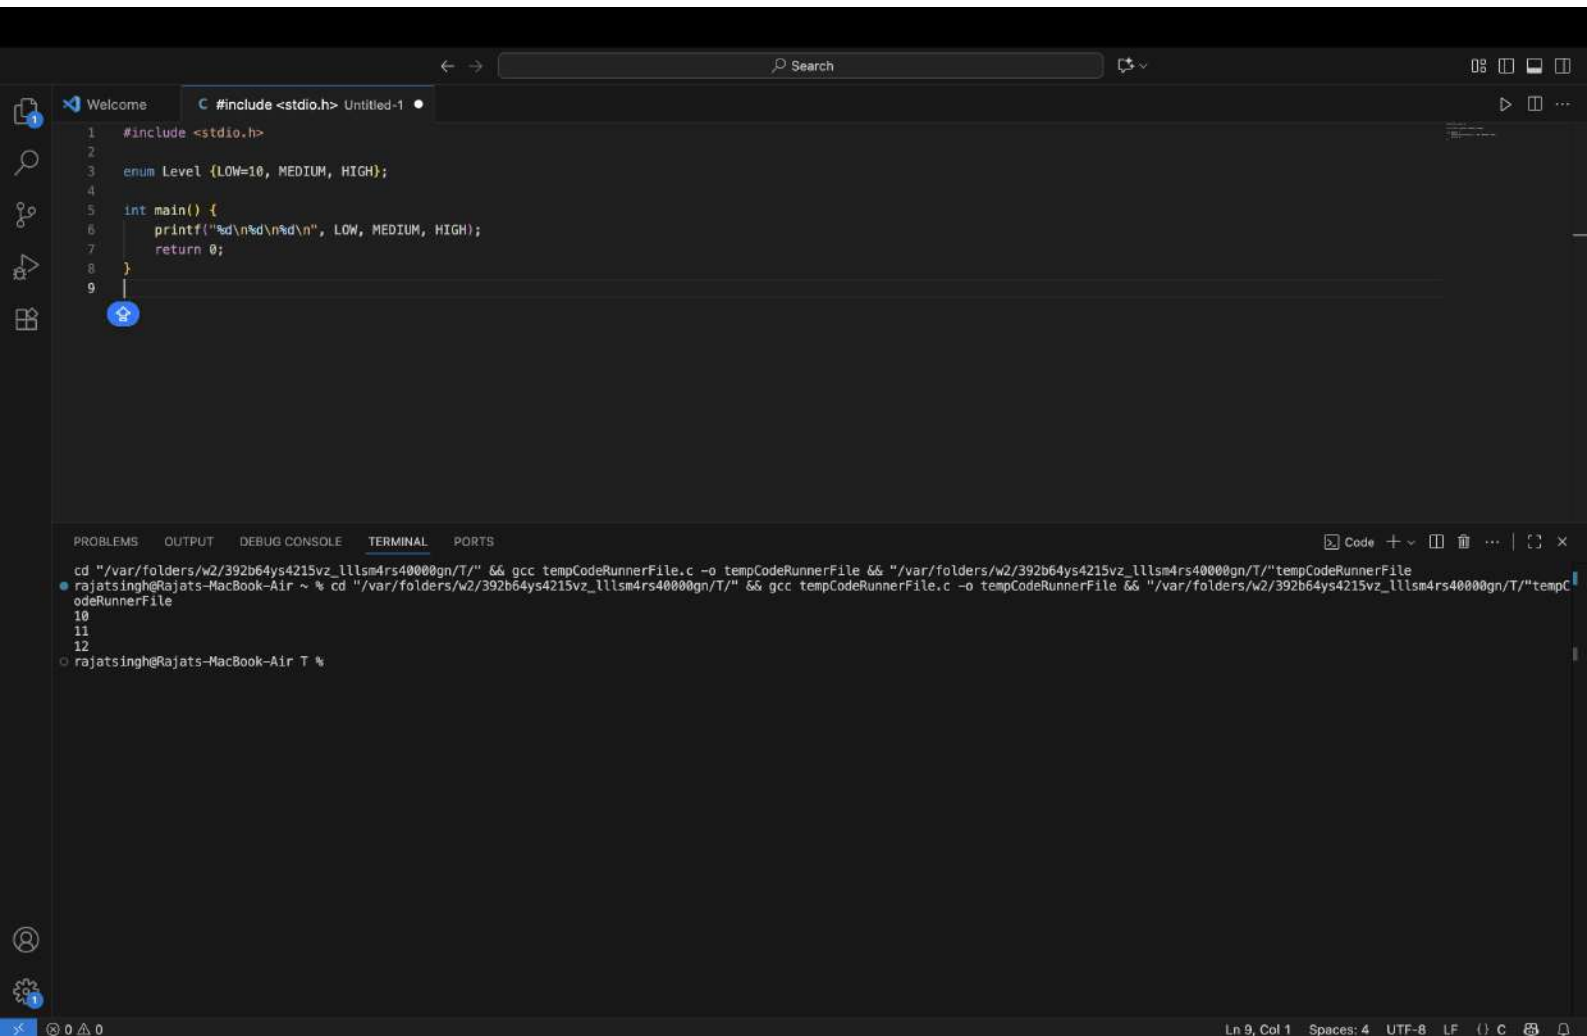 Search
Welcome
C #include <stdio.h> Untitled-1
1 #include <stdio.h>
2
3 enum Level {LOW=10, MEDIUM, HIGH};
4
5 int main() {
6 printf("%d\n%d\n%d\n", LOW, MEDIUM, HIGH);
7 return 0;
8 }
9
1
PROBLEMS OUTPUT DEBUG CONSOLE TERMINAL PORTS
Code
cd "/var/folders/w2/392b64ys4215vz_lllsm4rs40000gn/T/" && gcc tempCodeRunnerFile.c -o tempCodeRunnerFile && "/var/folders/w2/392b64ys4215vz_lllsm4rs40000gn/T/"tempCodeRunnerFile
rajatsingh@Rajats-MacBook-Air ~ % cd "/var/folders/w2/392b64ys4215vz_lllsm4rs40000gn/T/" && gcc tempCodeRunnerFile.c -o tempCodeRunnerFile && "/var/folders/w2/392b64ys4215vz_lllsm4rs40000gn/T/"tempC
odeRunnerFile
10
11
12
rajatsingh@Rajats-MacBook-Air T %
1
0 0
Ln 9, Col 1 Spaces: 4 UTF-8 LF {} C